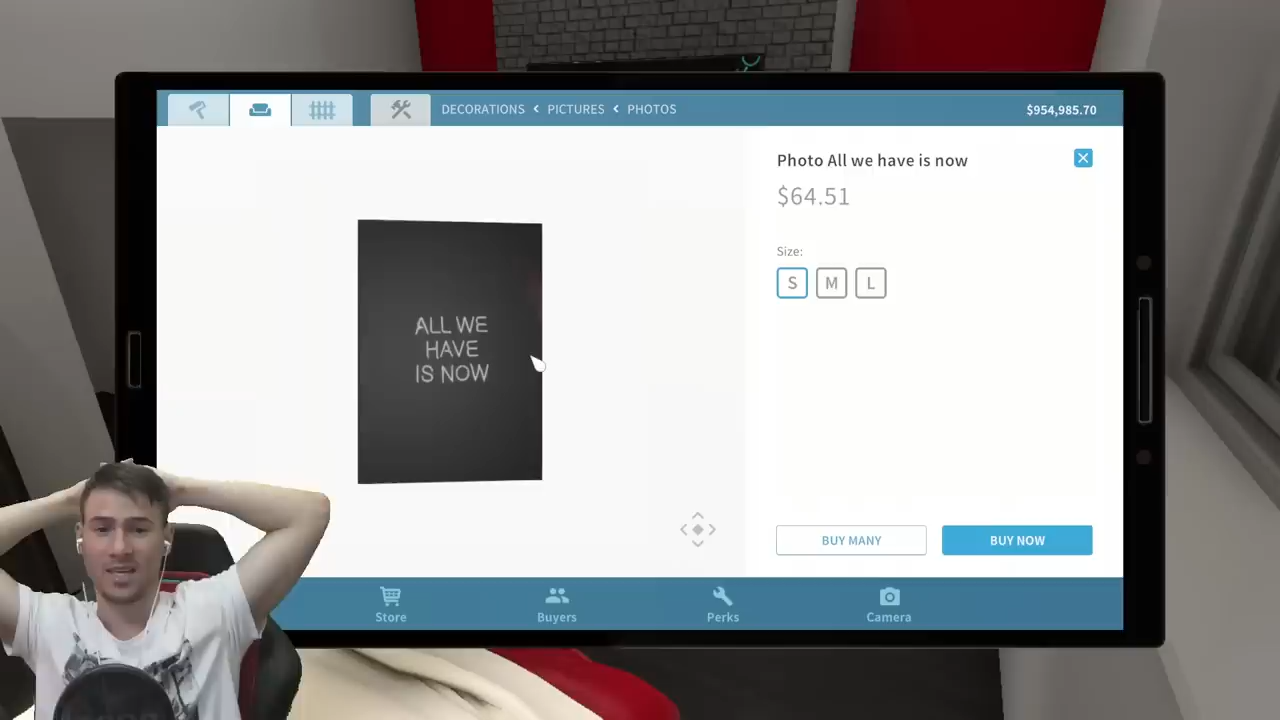 DECORATIONS < PICTURES < PHOTOS
$954,985.70
Photo All we have is now
$64.51
Size:
S M L
ALL WE
HAVE
IS NOW
BUY MANY BUY NOW
Store Buyers Perks Camera